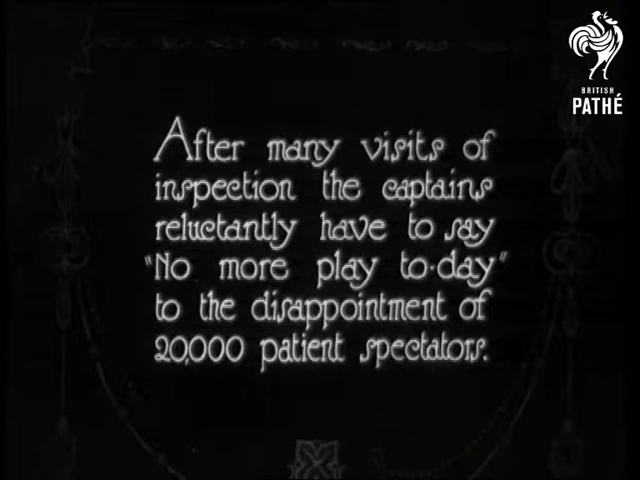 BRITISH
PATHÉ
After many visits of
inspection the captains
reluctantly have to say
"No more play to-day"
to the disappointment of
20,000 patient spectators.